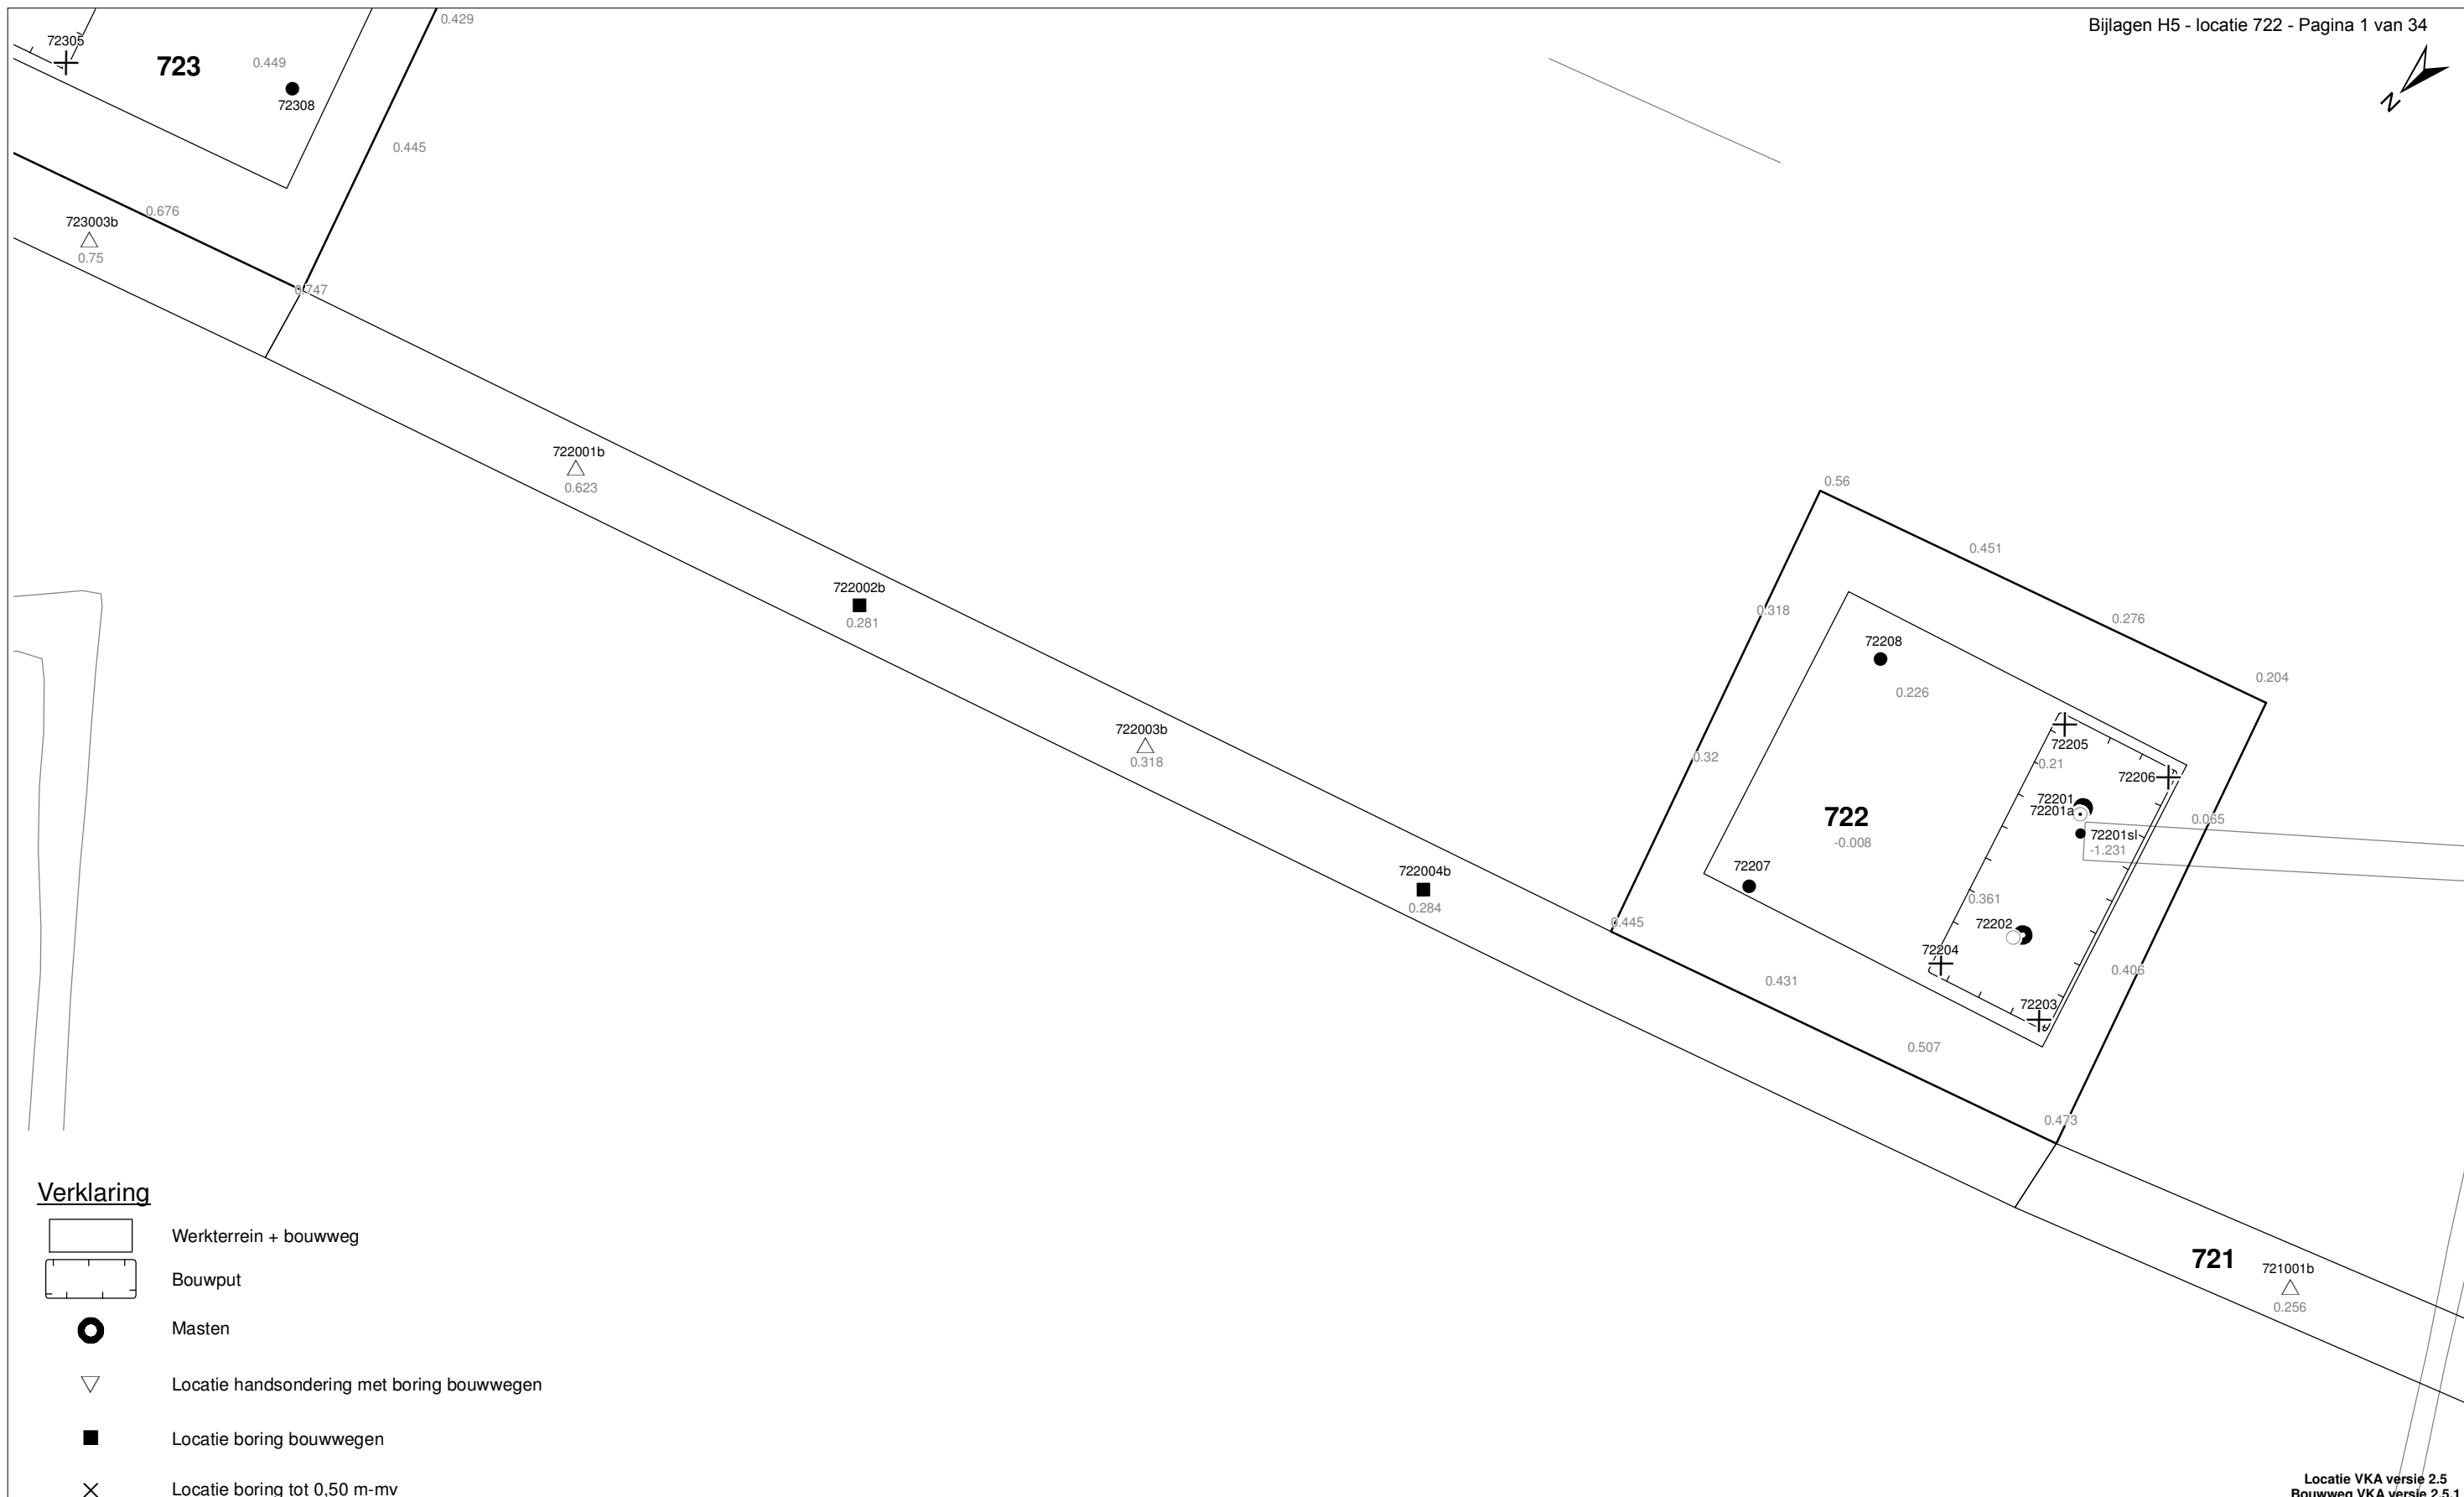 Bijlagen H5 - locatie 722 - Pagina 1 van 34
N
0.429
72305
723
0.449
72308
0.445
0.676
723003b
0.75
0.747
722001b
0.623
722002b
0.281
722003b
0.318
722004b
0.284
0.56
0.451
0.318
0.276
72208
0.204
0.226
72205
0.32
0.21
72206
72201
72201a
722
0.065
72201sl
-0.008
-1.231
72207
0.361
0.445
72202
72204
0.431
0.406
72203
0.507
0.473
721
721001b
0.256
Verklaring
Werkterrein + bouwweg
Bouwput
Masten
Locatie handsondering met boring bouwwegen
Locatie boring bouwwegen
Locatie boring tot 0,50 m-mv
Locatie VKA versie 2.5
Bouwweg VKA versie 2.5.1